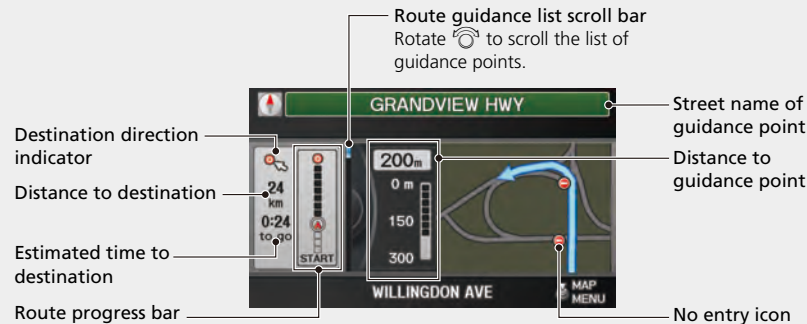 Route guidance list scroll bar
Rotate to scroll the list of
guidance points.
GRANDVIEW HWY
Street name of
guidance point
Destination direction
indicator
Distance to destination
Estimated time to
destination
Route progress bar
24
km
0:24
to go
START
200m
0 m
150
300
Distance to
guidance point
WILLINGDON AVE
MAP
MENU
No entry icon